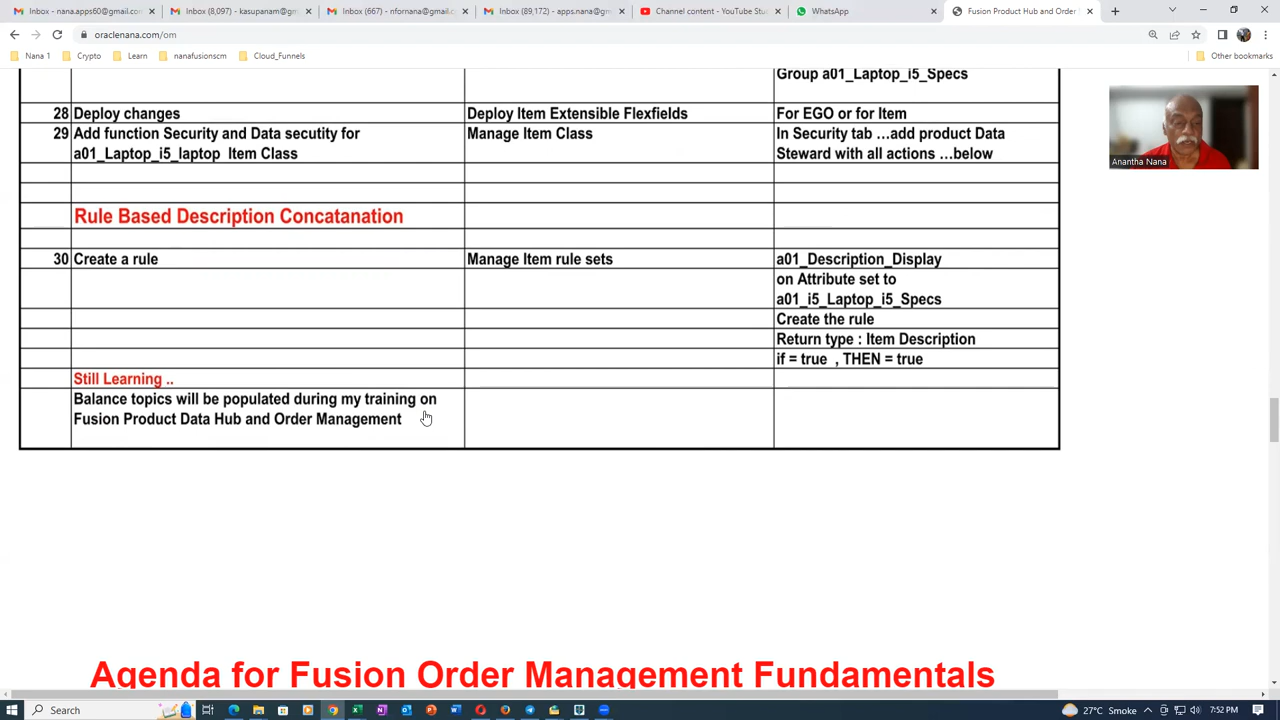 Inbox - nana.apps60@gmail.com
Inbox (8,097) - kasupanam@gm
Inbox (667) - nfornana@gmail.co
Inbox (89,172) - apps.nana@gm
Channel content - YouTube Stud
WhatsApp
Fusion Product Hub and Order M
oraclenana.com/om
Nana 1
Crypto
Learn
nanafusionscm
Cloud_Funnels
Other bookmarks
Group a01_Laptop_i5_Specs
28 Deploy changes Deploy Item Extensible Flexfields For EGO or for Item
29 Add function Security and Data secutity for Manage Item Class In Security tab ...add product Data
a01_Laptop_i5_laptop Item Class Steward with all actions ...below
Rule Based Description Concatanation
30 Create a rule Manage Item rule sets a01_Description_Display
on Attribute set to
a01_i5_Laptop_i5_Specs
Create the rule
Return type : Item Description
if = true , THEN = true
Still Learning ..
Balance topics will be populated during my training on
Fusion Product Data Hub and Order Management
Agenda for Fusion Order Management Fundamentals
Anantha Nana
Search
27°C Smoke
7:52 PM